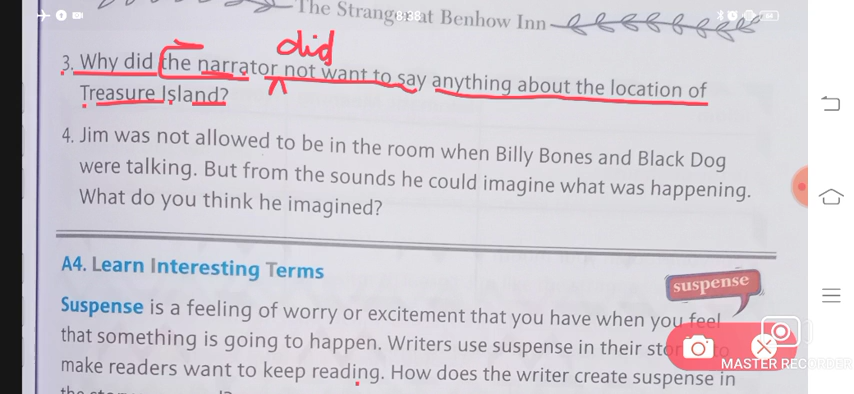 The Stranger at Benhow Inn
8:38
did
3. Why did the narrator not want to say anything about the location of
Treasure Island?
4. Jim was not allowed to be in the room when Billy Bones and Black Dog
were talking. But from the sounds he could imagine what was happening.
What do you think he imagined?
A4. Learn Interesting Terms
suspense
Suspense is a feeling of worry or excitement that you have when you feel
that something is going to happen. Writers use suspense in their
make readers want to keep reading. How does the writer create suspense in
MASTER RECORDER